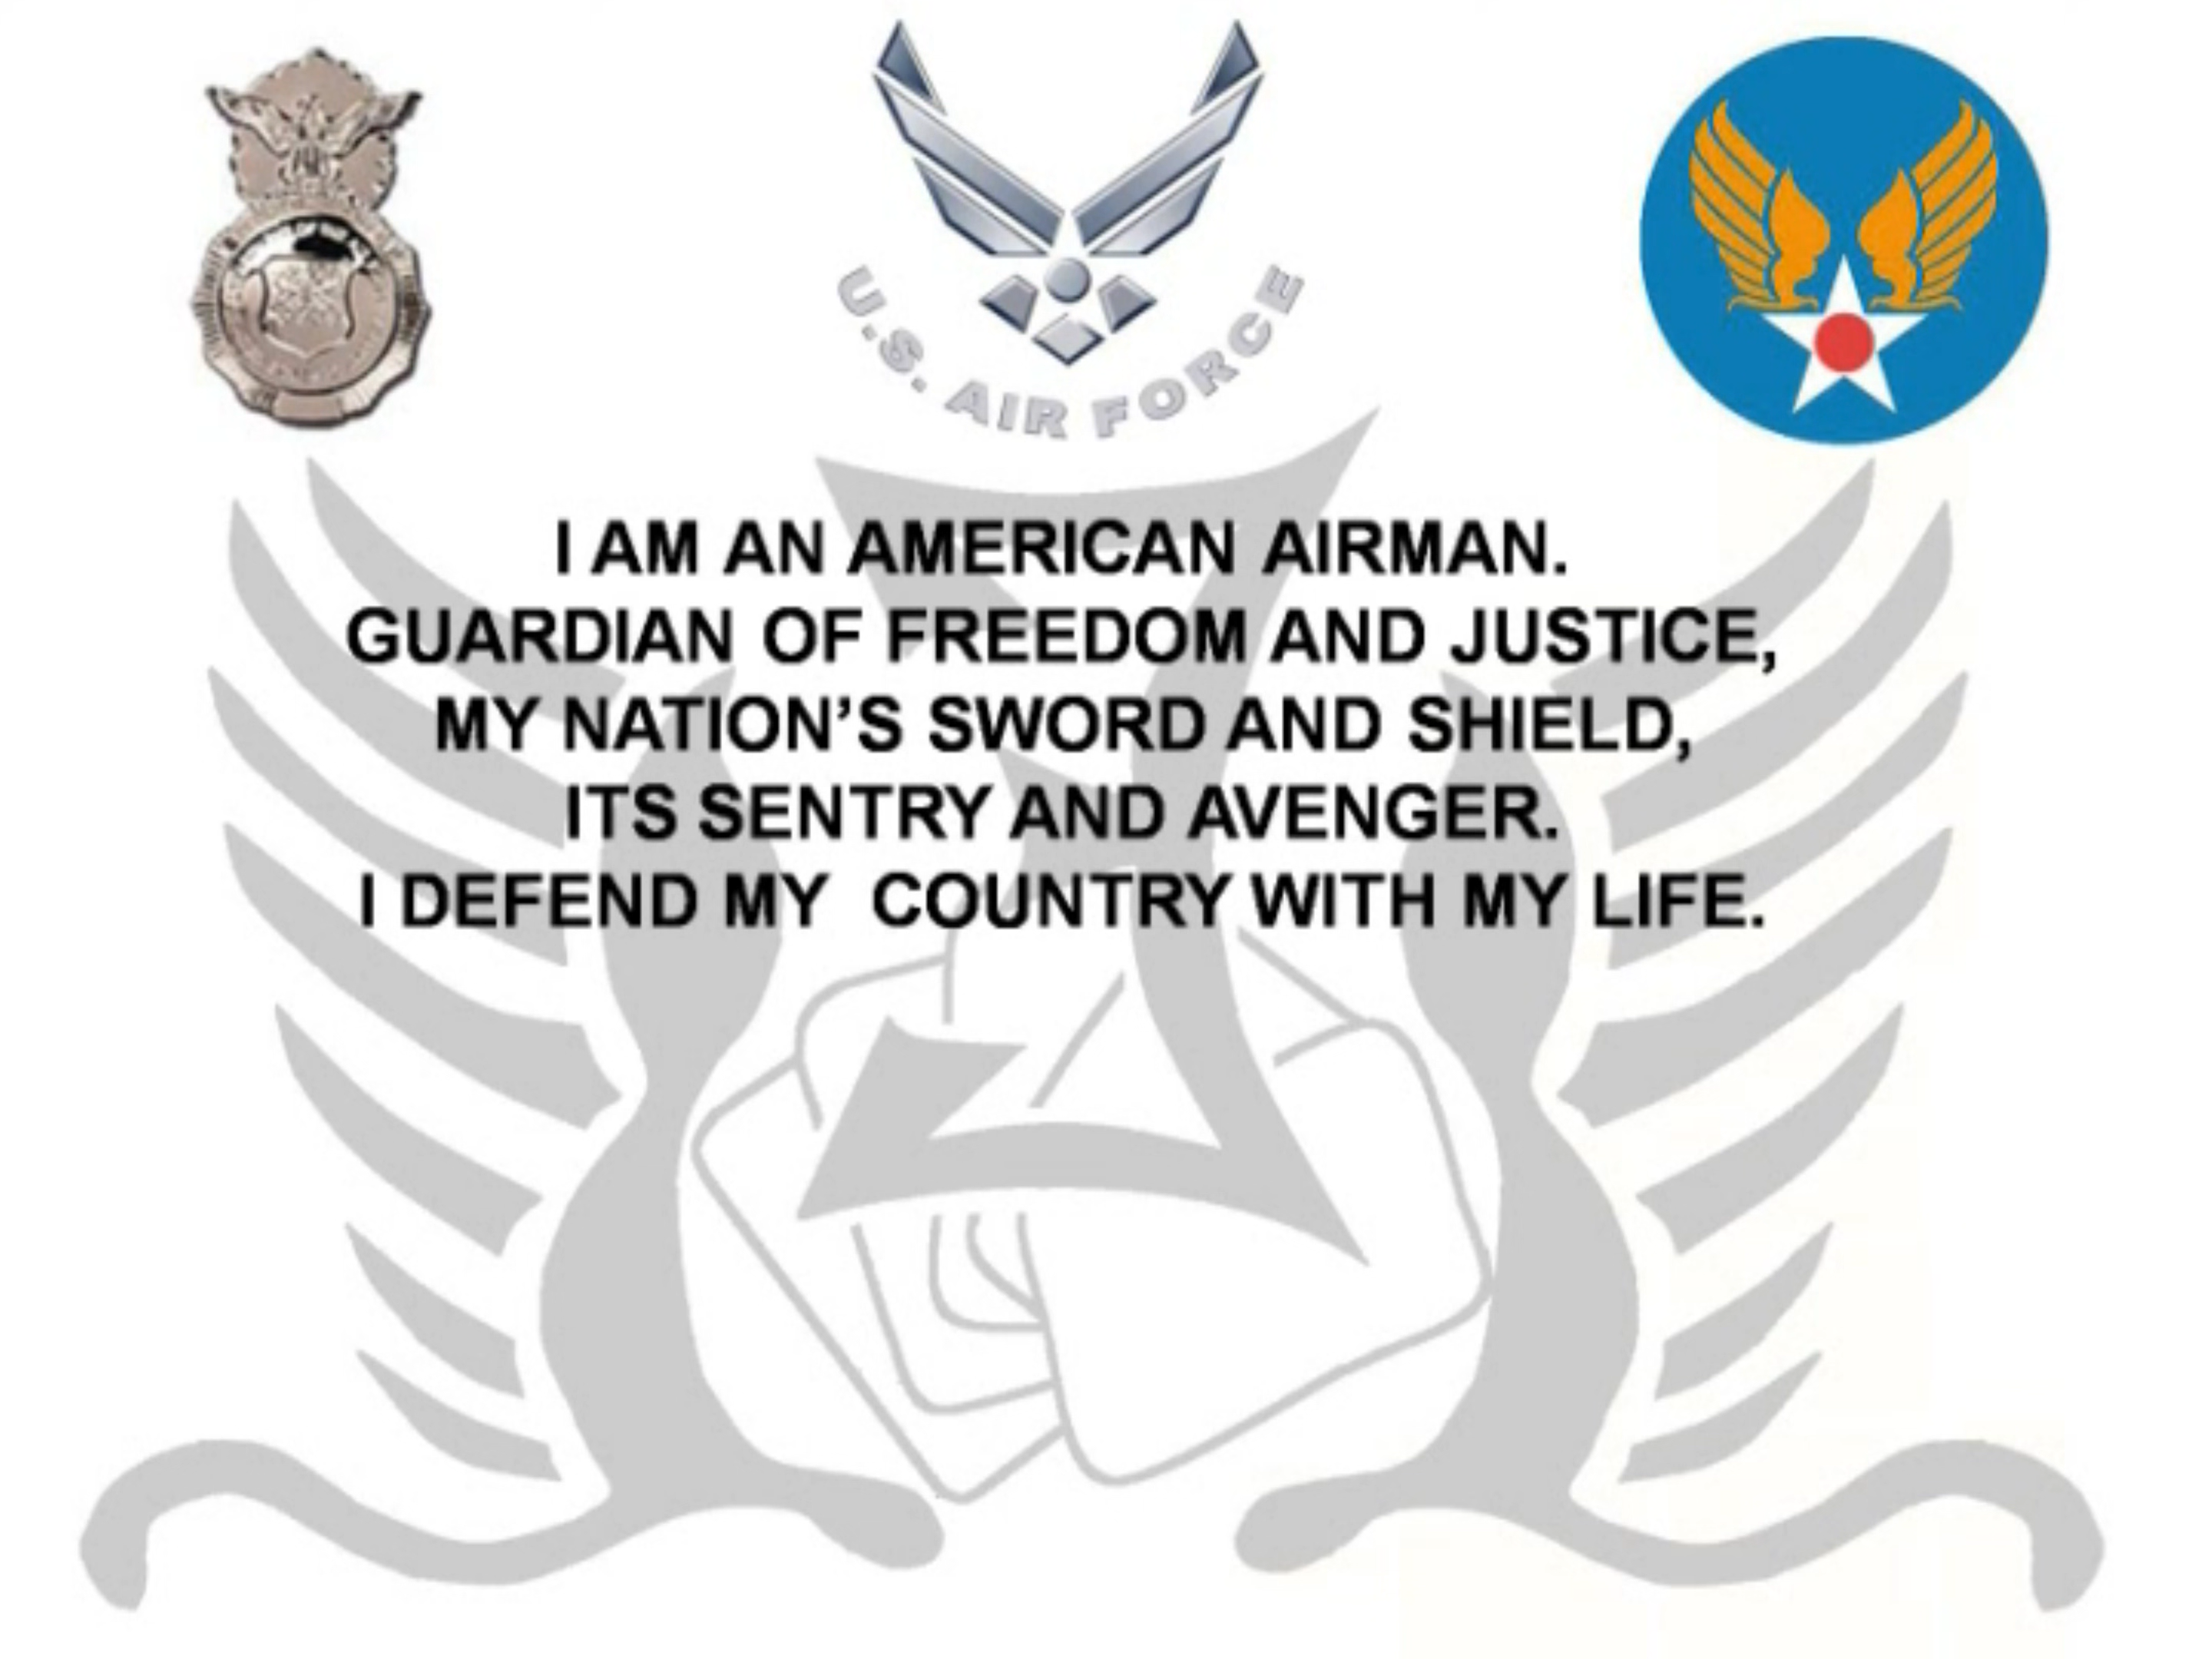 U.S. AIR FORCE
I AM AN AMERICAN AIRMAN.
GUARDIAN OF FREEDOM AND JUSTICE,
MY NATION’S SWORD AND SHIELD,
ITS SENTRY AND AVENGER.
I DEFEND MY  COUNTRY WITH MY LIFE.